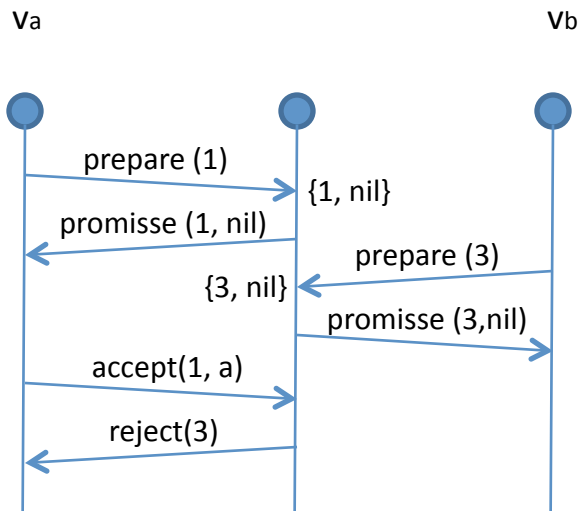 Va Vb
prepare (1)
{1, nil}
promisse (1, nil)
prepare (3)
{3, nil}
promisse (3,nil)
accept(1, a)
reject(3)